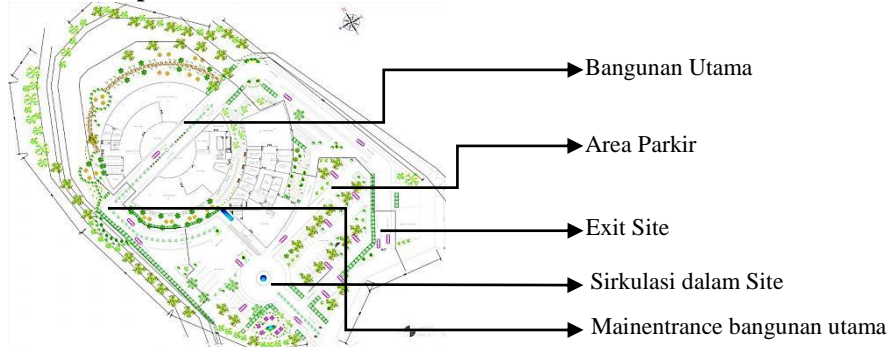 Bangunan Utama
Area Parkir
Exit Site
Sirkulasi dalam Site
Mainentrance bangunan utama